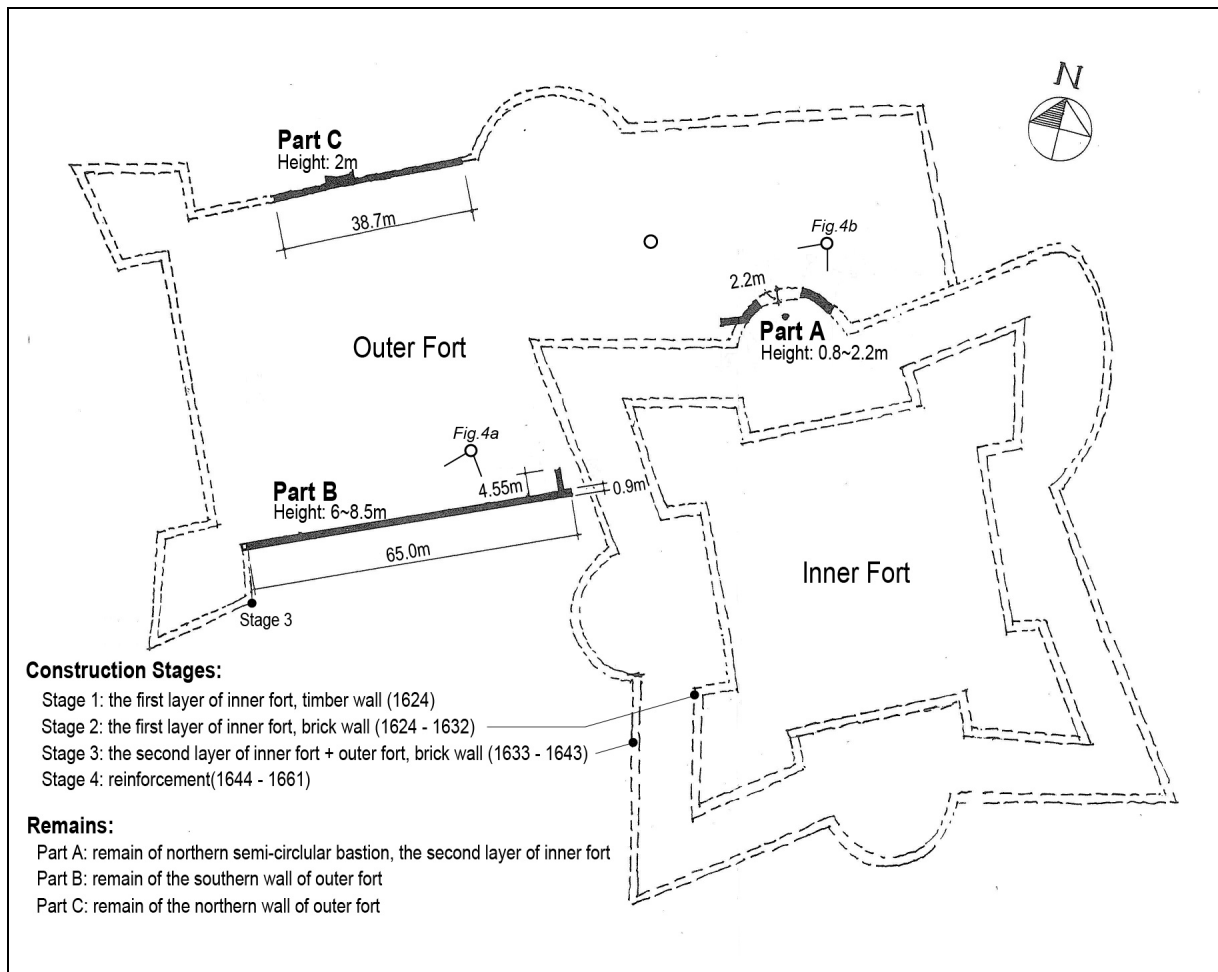 N
Part C
Height: 2m
38.7m
Fig.4b
2.2m
Part A
Height: 0.8~2.2m
Outer Fort
Fig.4a
4.55m
0.9m
Part B
Height: 6~8.5m
65.0m
Inner Fort
Stage 3
Construction Stages:
Stage 1: the first layer of inner fort, timber wall (1624)
Stage 2: the first layer of inner fort, brick wall (1624 - 1632)
Stage 3: the second layer of inner fort + outer fort, brick wall (1633 - 1643)
Stage 4: reinforcement(1644 - 1661)
Remains:
Part A: remain of northern semi-circlular bastion, the second layer of inner fort
Part B: remain of the southern wall of outer fort
Part C: remain of the northern wall of outer fort